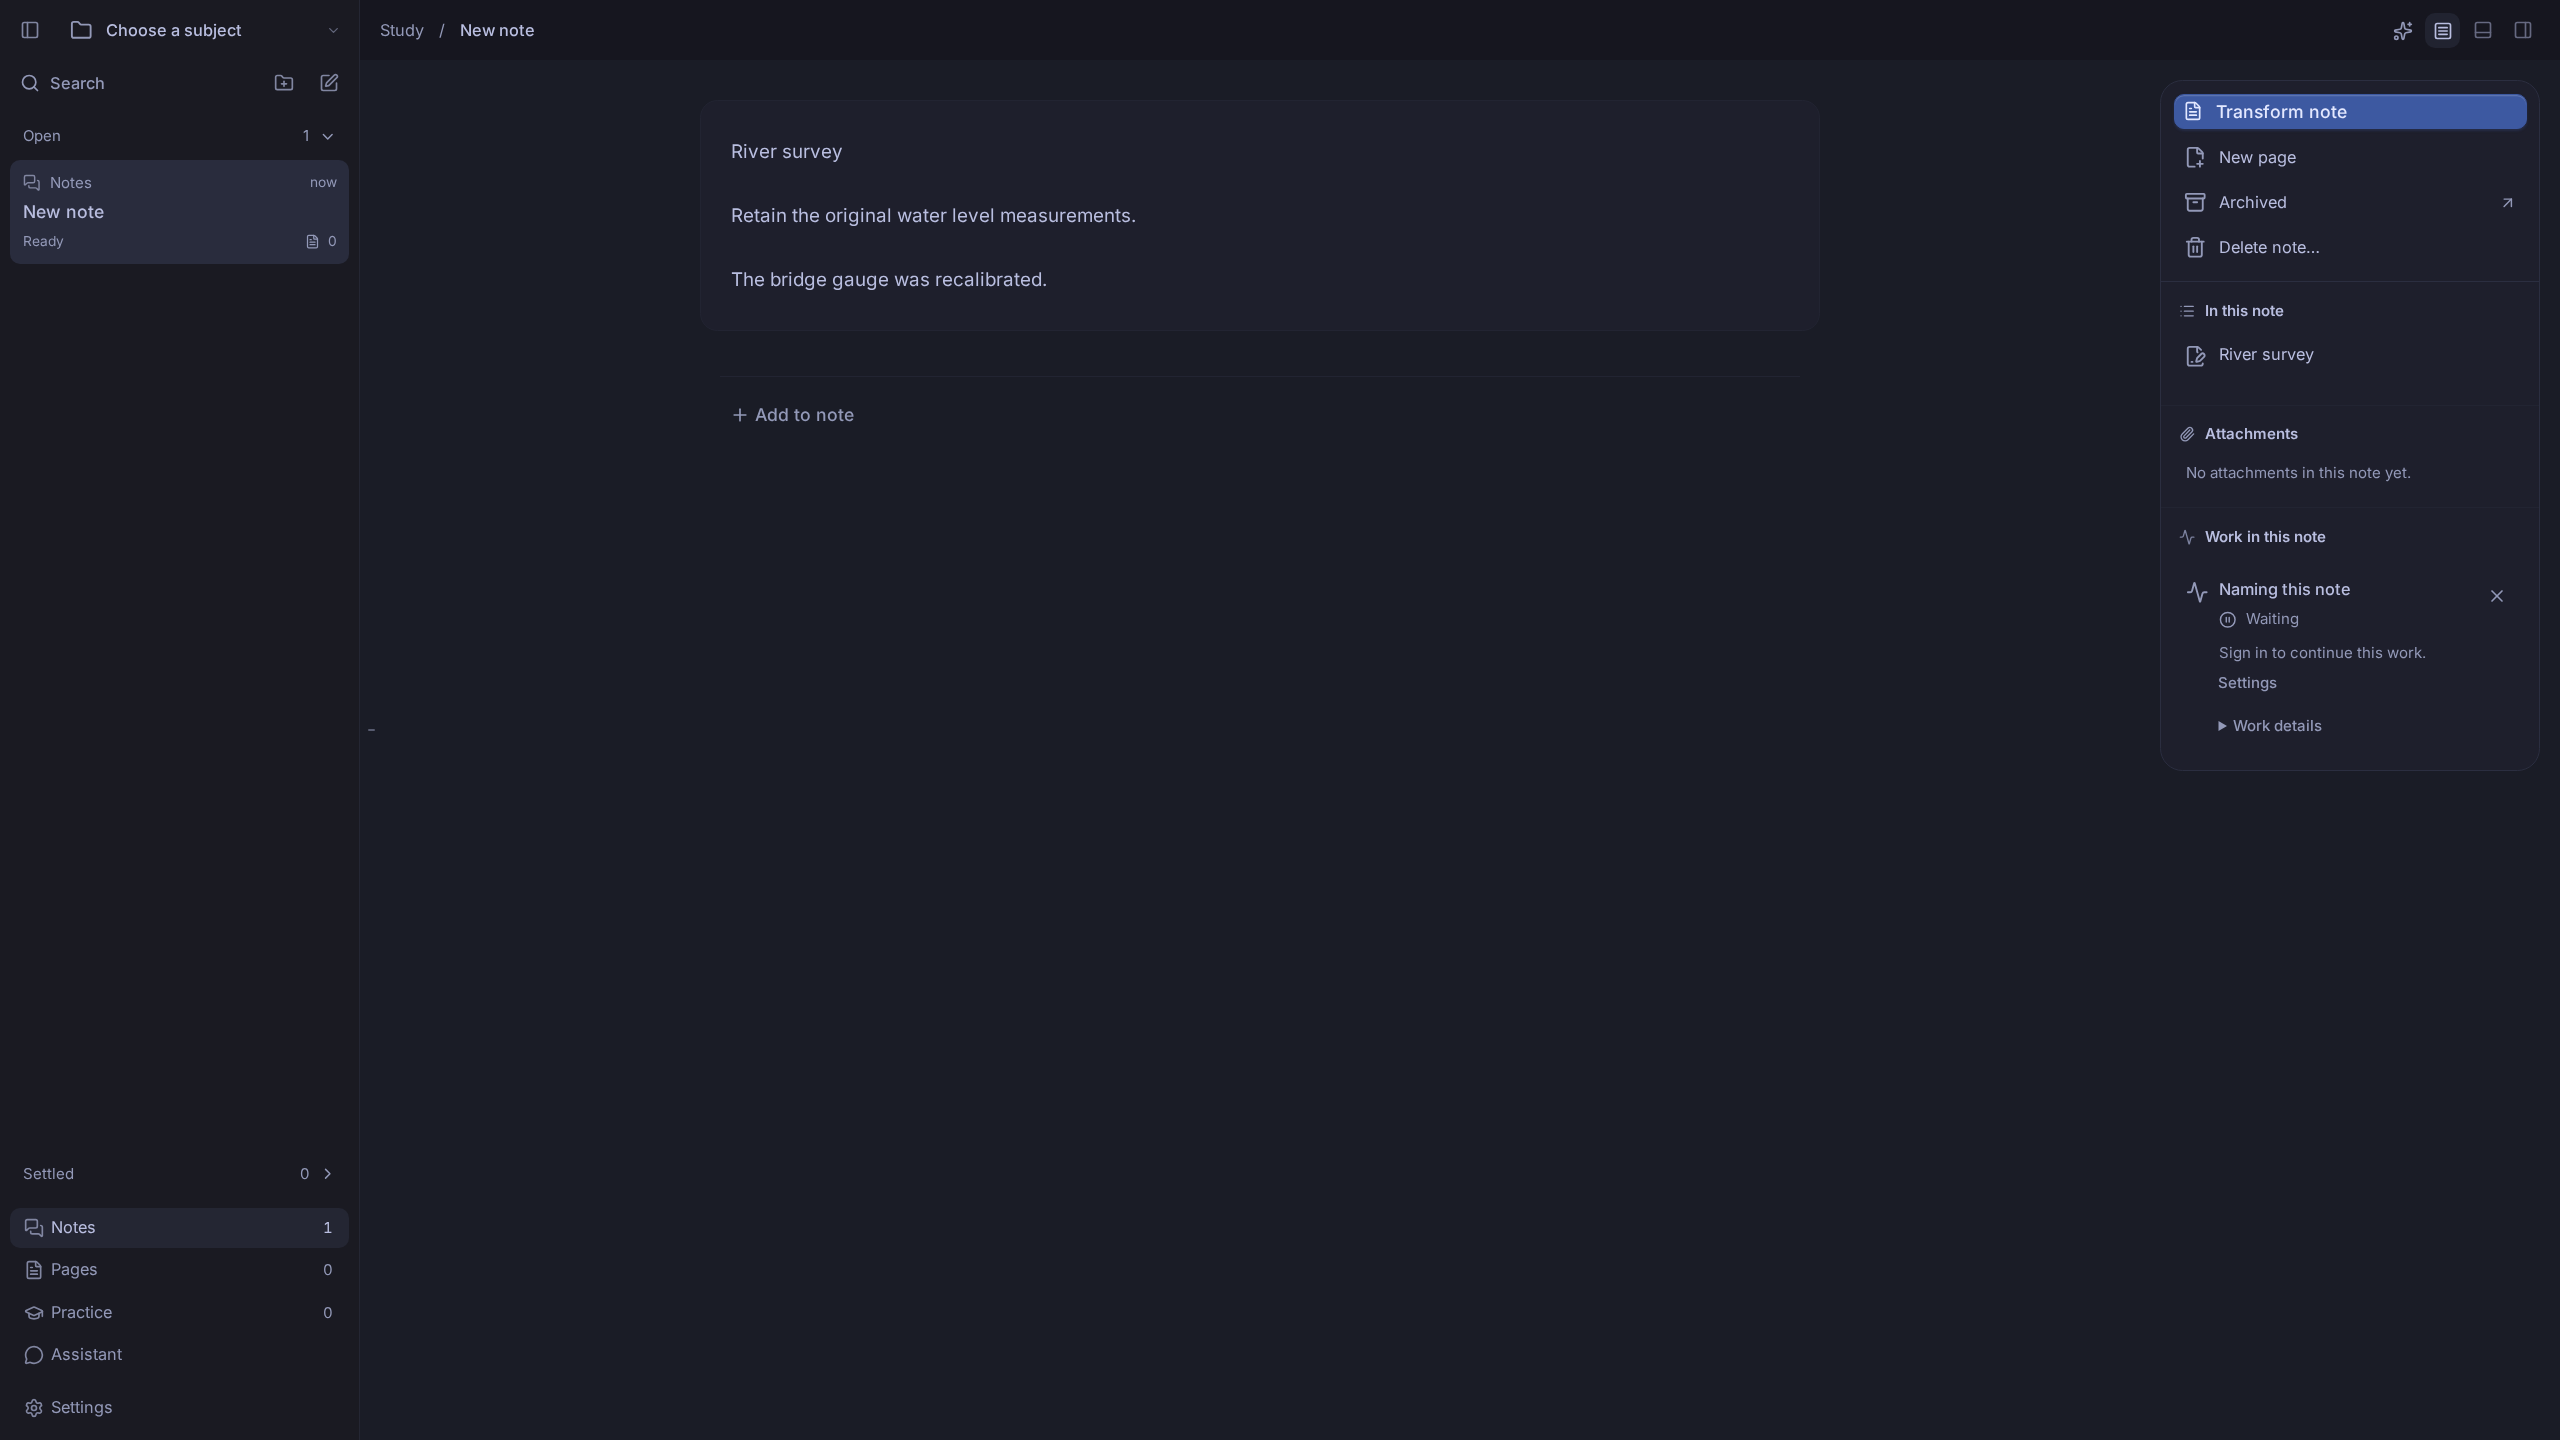 Choose a subject
Study / New note
Search
Open 1
Notes now
New note
Ready 0
River survey
Retain the original water level measurements.
The bridge gauge was recalibrated.
+ Add to note
Transform note
New page
Archived
Delete note...
In this note
River survey
Attachments
No attachments in this note yet.
Work in this note
Naming this note
Waiting
Sign in to continue this work.
Settings
Work details
Settled 0
Notes 1
Pages 0
Practice 0
Assistant
Settings